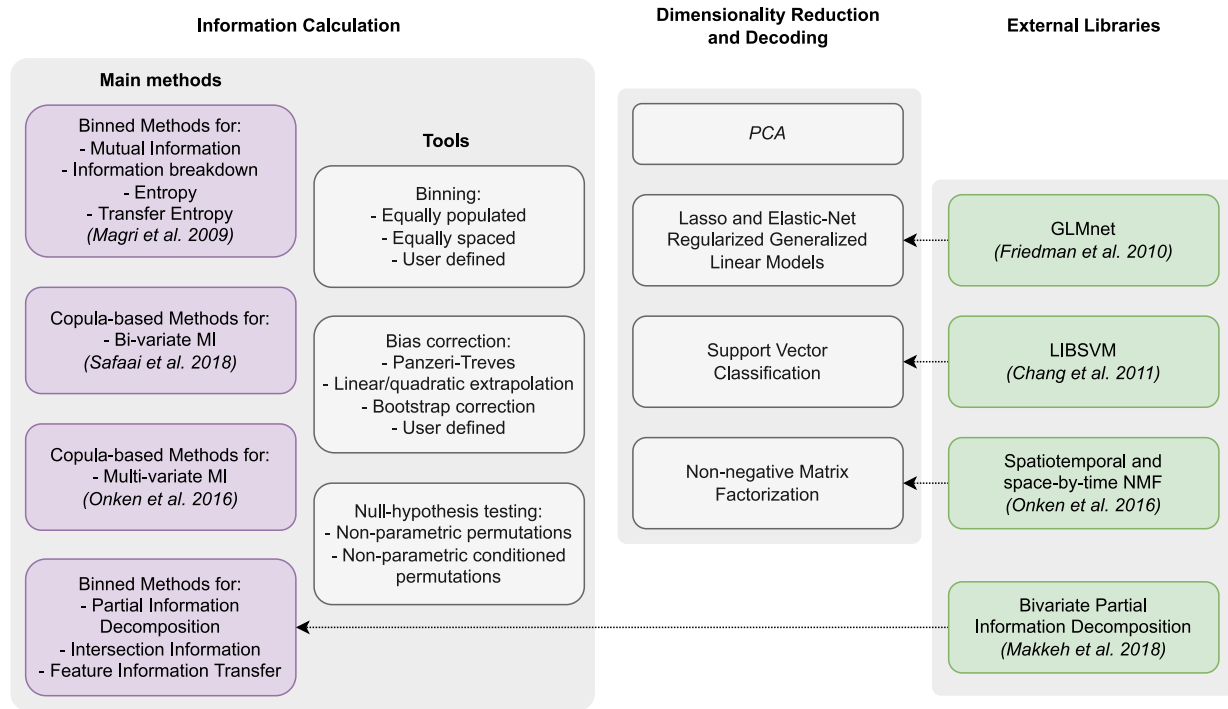 Information Calculation
Main methods
Binned Methods for:
- Mutual Information
- Information breakdown
- Entropy
- Transfer Entropy
(Magri et al. 2009)
Copula-based Methods for:
- Bi-variate MI
(Safaai et al. 2018)
Copula-based Methods for:
- Multi-variate MI
(Onken et al. 2016)
Binned Methods for:
- Partial Information
Decomposition
- Intersection Information
- Feature Information Transfer
Tools
Binning:
- Equally populated
- Equally spaced
- User defined
Bias correction:
- Panzeri-Treves
- Linear/quadratic extrapolation
- Bootstrap correction
- User defined
Null-hypothesis testing:
- Non-parametric permutations
- Non-parametric conditioned
permutations
Dimensionality Reduction
and Decoding
PCA
Lasso and Elastic-Net
Regularized Generalized
Linear Models
Support Vector
Classification
Non-negative Matrix
Factorization
External Libraries
GLMnet
(Friedman et al. 2010)
LIBSVM
(Chang et al. 2011)
Spatiotemporal and
space-by-time NMF
(Onken et al. 2016)
Bivariate Partial
Information Decomposition
(Makkeh et al. 2018)